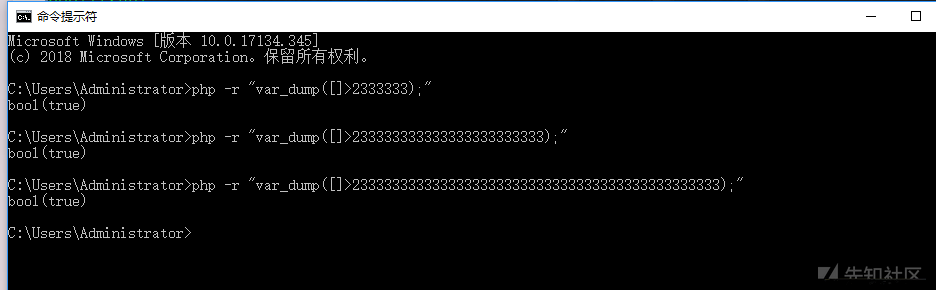 命令提示符
Microsoft Windows [版本 10.0.17134.345]
(c) 2018 Microsoft Corporation。保留所有权利。
C:\Users\Administrator>php -r "var_dump([]>2333333);"
bool(true)
C:\Users\Administrator>php -r "var_dump([]>233333333333333333333333);"
bool(true)
C:\Users\Administrator>php -r "var_dump([]>2333333333333333333333333333333333333333333333);"
bool(true)
C:\Users\Administrator>
先知社区